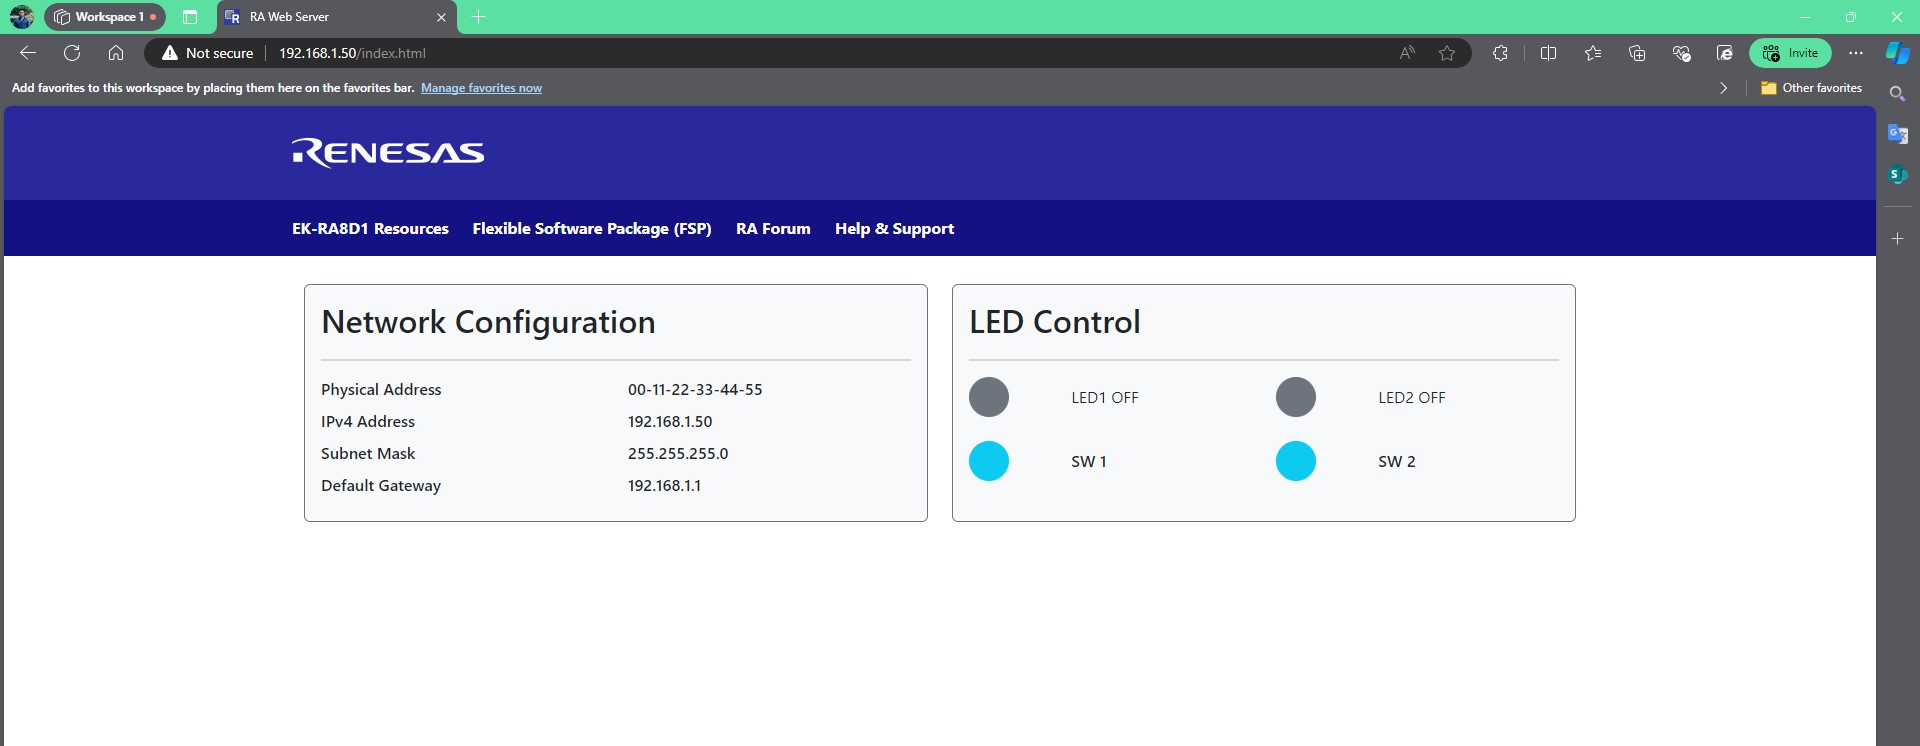 Workspace 1
RA Web Server
Not secure
192.168.1.50/index.html
Invite
Add favorites to this workspace by placing them here on the favorites bar. Manage favorites now
Other favorites
RENESAS
EK-RA8D1 Resources
Flexible Software Package (FSP)
RA Forum
Help & Support
Network Configuration
Physical Address 00-11-22-33-44-55
IPv4 Address 192.168.1.50
Subnet Mask 255.255.255.0
Default Gateway 192.168.1.1
LED Control
LED1 OFF LED2 OFF
SW 1 SW 2